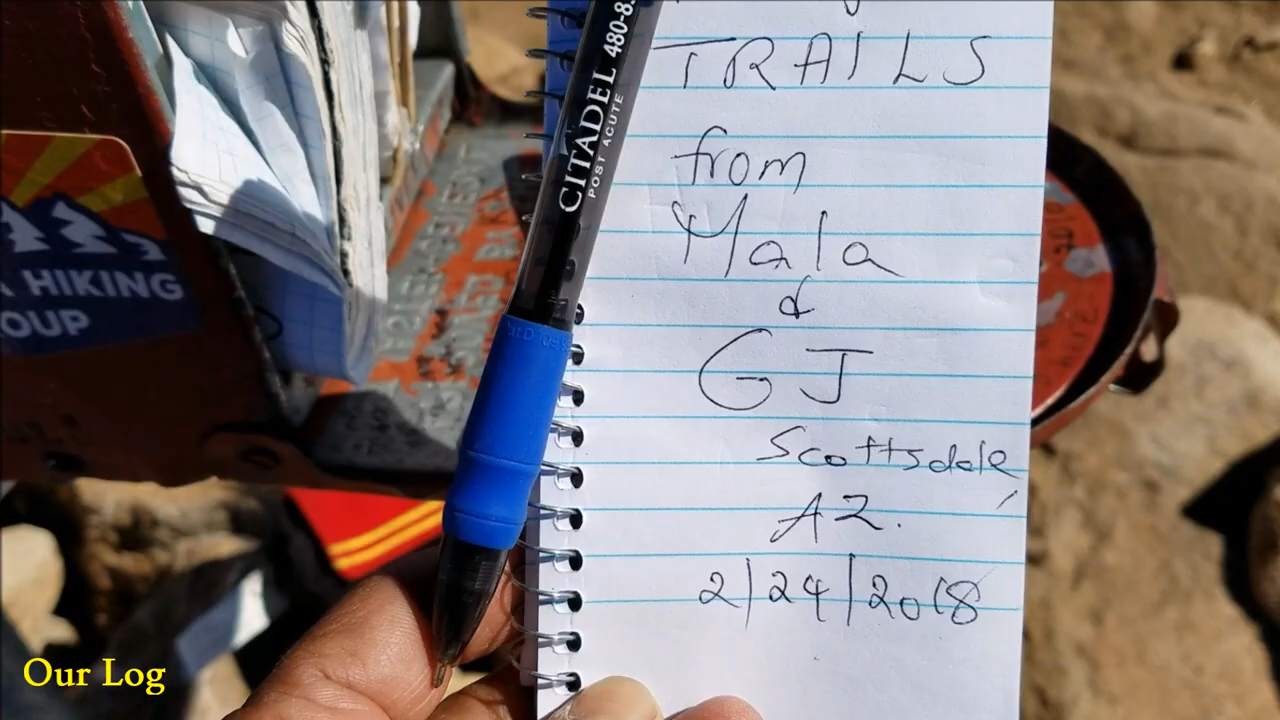 TRAILS
from
Mala
&
GJ
Scottsdale,
AZ.
2/24/2018
CITADEL 480-8
POST ACUTE
HIKING
OUP
Our Log